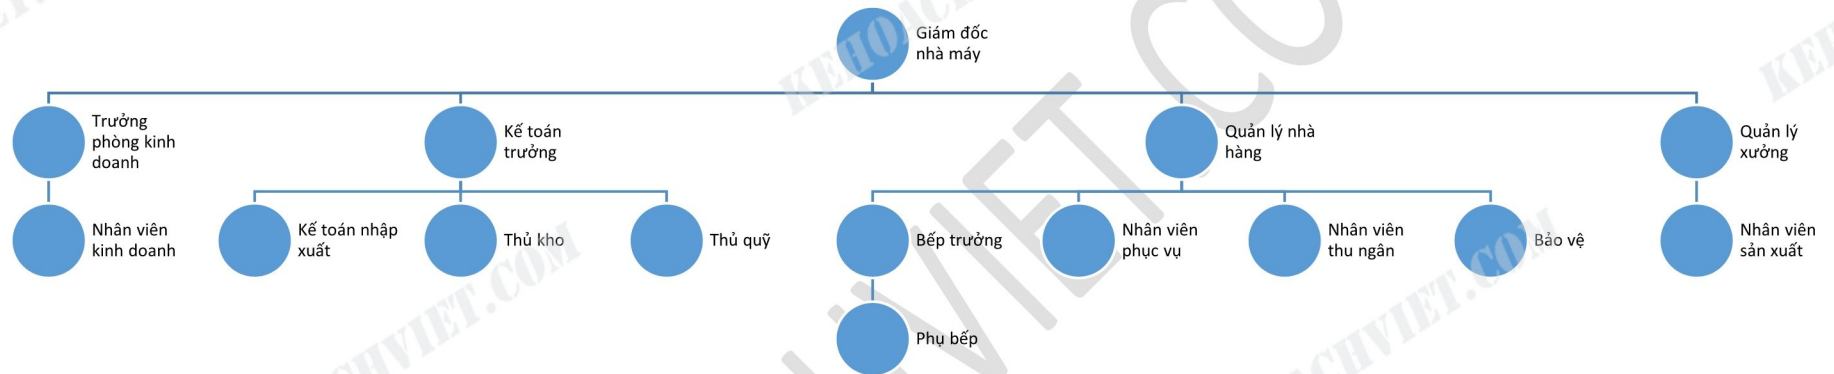 Giám đốc
nhà máy
Trưởng
phòng kinh
doanh
Kế toán
trưởng
Quản lý nhà
hàng
Quản lý
xưởng
Nhân viên
kinh doanh
Kế toán nhập
xuất
Thủ kho
Thủ quỹ
Bếp trưởng
Nhân viên
phục vụ
Nhân viên
thu ngân
Bảo vệ
Nhân viên
sản xuất
Phụ bếp